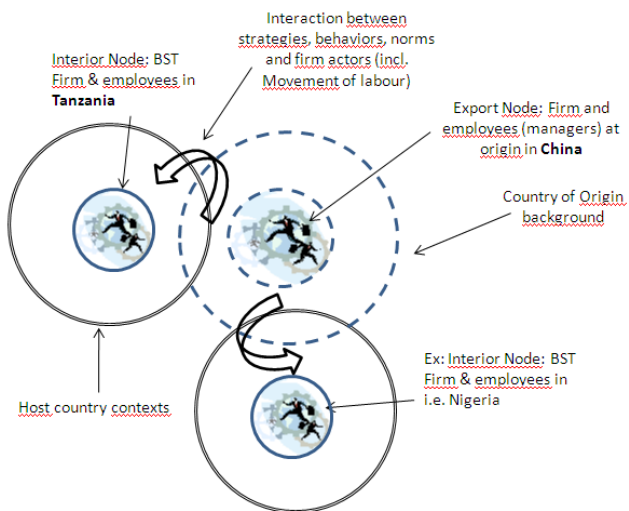 Interaction between
strategies, behaviors, norms
and firm actors (incl.
Movement of labour)
Interior Node: BST
Firm & employees in
Tanzania
Export Node: Firm and
employees (managers) at
origin in China
Country of Origin
background
Ex: Interior Node: BST
Firm & employees in
i.e. Nigeria
Host country contexts